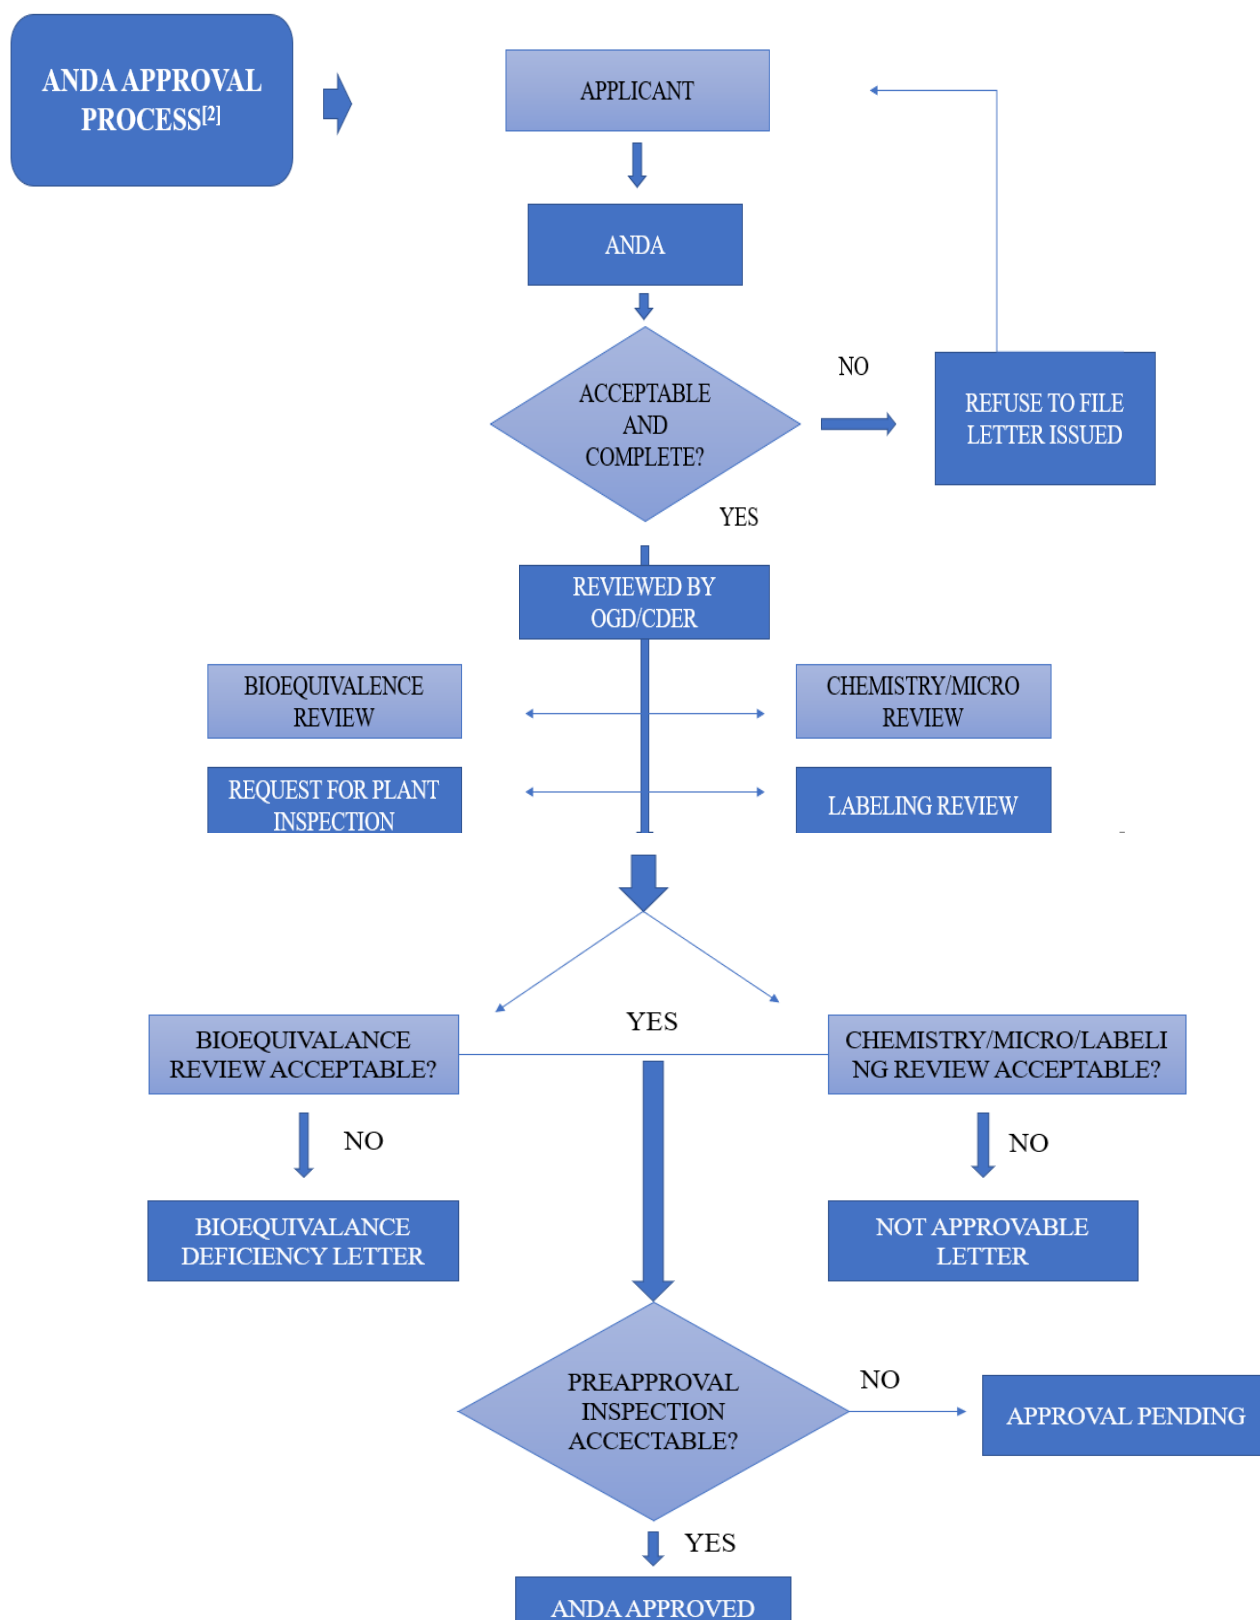 ANDA APPROVAL
PROCESS[2]
APPLICANT
ANDA
ACCEPTABLE
AND
COMPLETE?
NO
REFUSE TO FILE
LETTER ISSUED
YES
REVIEWED BY
OGD/CDER
BIOEQUIVALENCE
REVIEW
CHEMISTRY/MICRO
REVIEW
REQUEST FOR PLANT
INSPECTION
LABELING REVIEW
YES
BIOEQUIVALANCE
REVIEW ACCEPTABLE?
CHEMISTRY/MICRO/LABELI
NG REVIEW ACCEPTABLE?
NO
NO
BIOEQUIVALANCE
DEFICIENCY LETTER
NOT APPROVABLE
LETTER
PREAPPROVAL
INSPECTION
ACCECTABLE?
NO
APPROVAL PENDING
YES
ANDA APPROVED